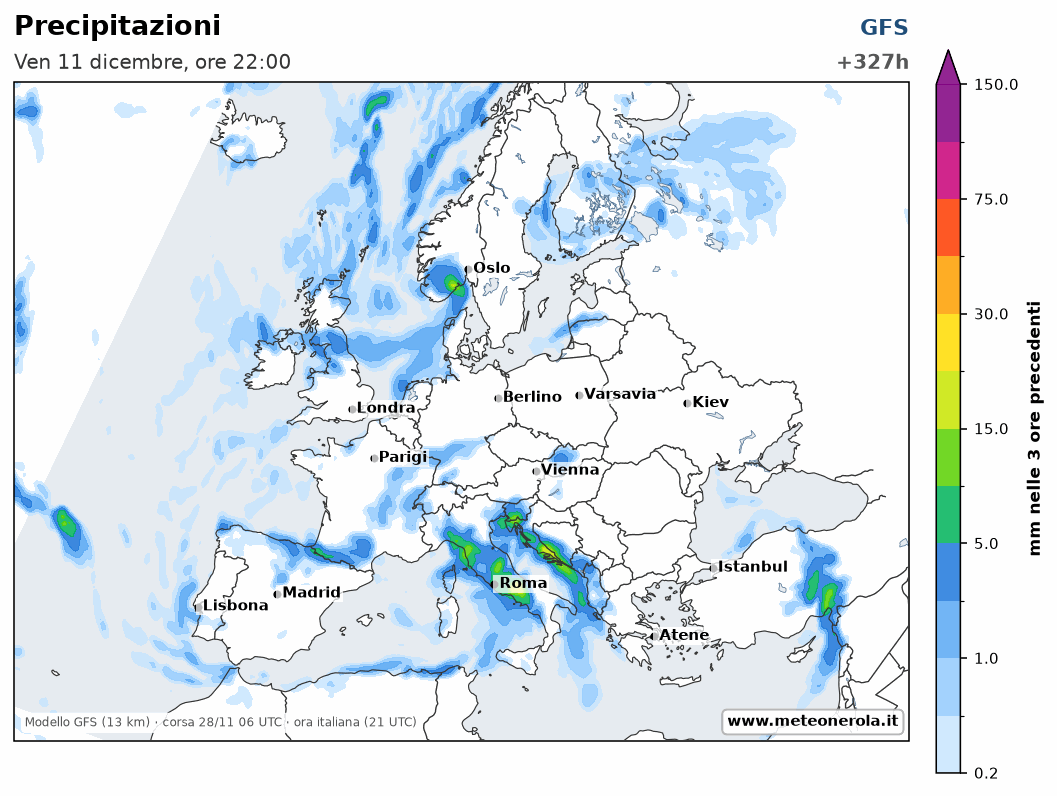 Precipitazioni
GFS
Ven 11 dicembre, ore 22:00
+327h
150.0
75.0
30.0
15.0
5.0
1.0
0.2
mm nelle 3 ore precedenti
Oslo
Londra
Berlino
Varsavia
Kiev
Parigi
Vienna
Istanbul
Roma
Madrid
Lisbona
Atene
Modello GFS (13 km) · corsa 28/11 06 UTC · ora italiana (21 UTC)
www.meteonerola.it